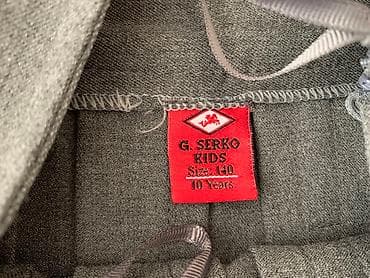 G. SERKO
KIDS
Size: 140
10 Years